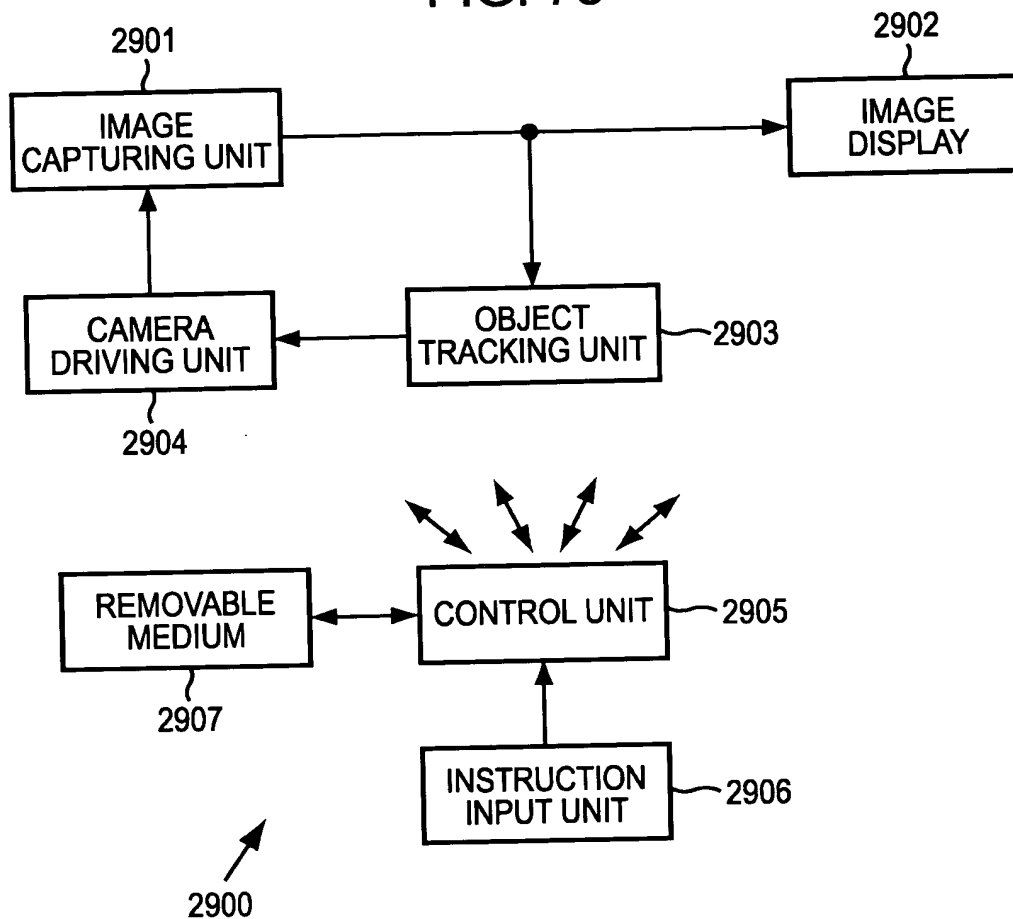 2901
2902
IMAGE
CAPTURING UNIT
IMAGE
DISPLAY
CAMERA
DRIVING UNIT
OBJECT
TRACKING UNIT
2903
2904
REMOVABLE
MEDIUM
CONTROL UNIT
2905
2907
INSTRUCTION
INPUT UNIT
2906
2900